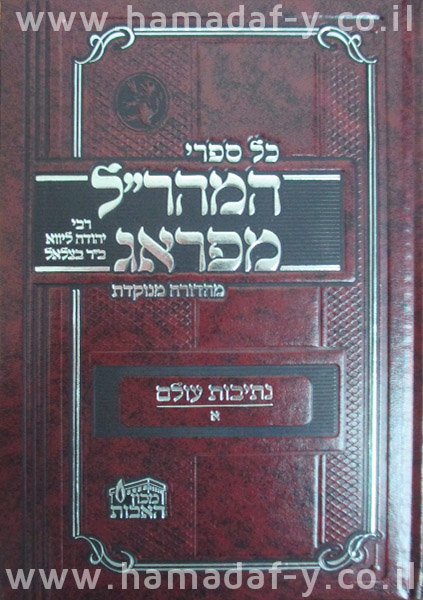 www.hamadaf-y.co.il
כל ספרי
המהר"ל
מפראג
רבי
יהודה ליווא
ב"ר בצלאל
מהדורה מנוקדת
נתיבות עולם
א
מכון
האבות
www.hamadaf-y.co.il